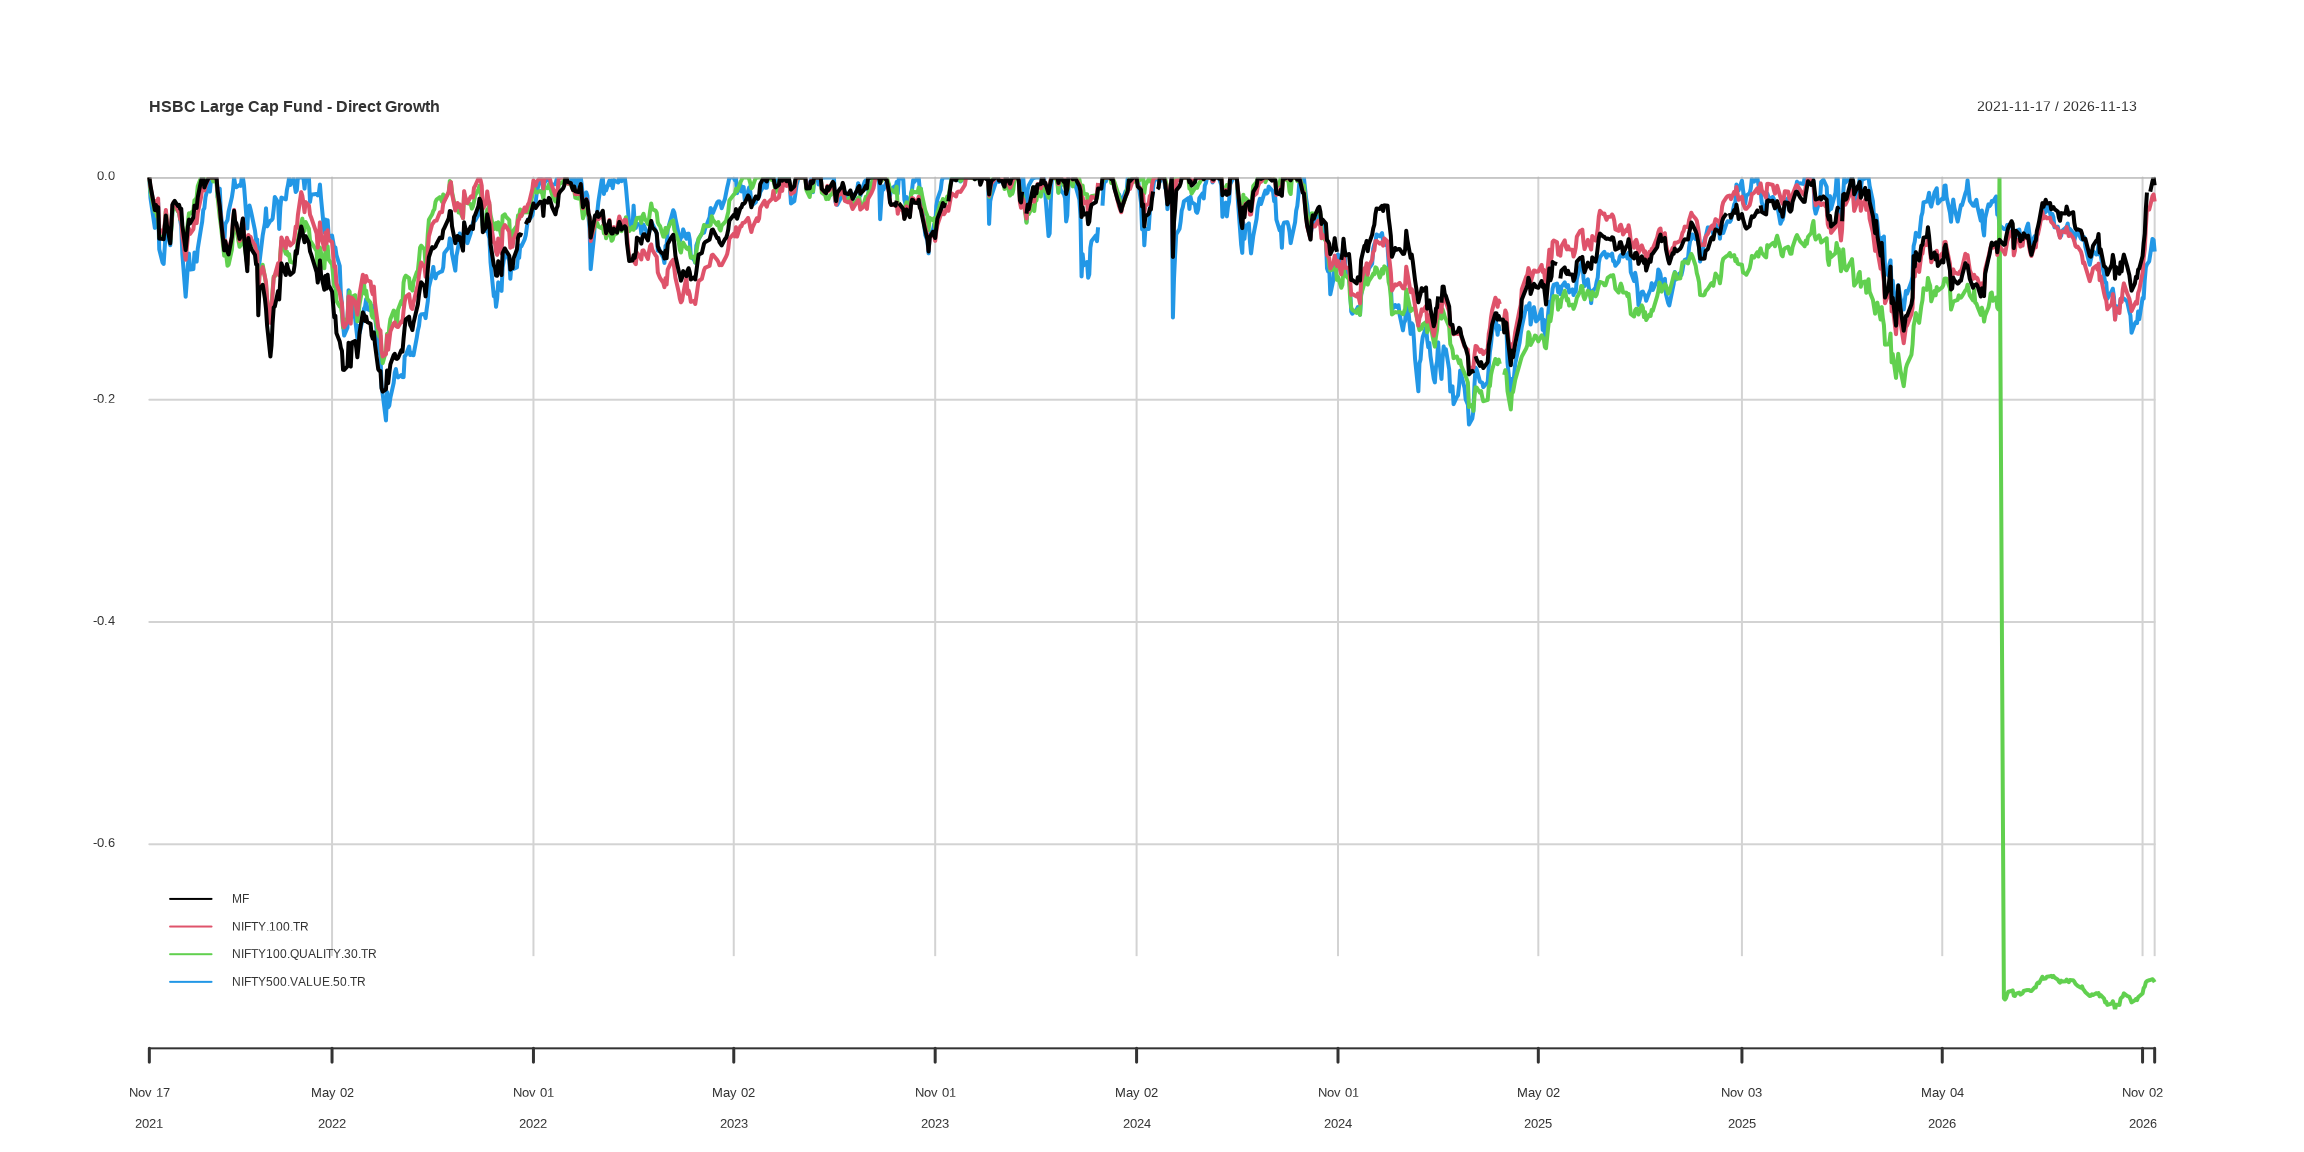 HSBC Large Cap Fund - Direct Growth
2021-11-17 / 2026-11-13
0.0
-0.2
-0.4
-0.6
MF
NIFTY.100.TR
NIFTY100.QUALITY.30.TR
NIFTY500.VALUE.50.TR
Nov 17 May 02 Nov 01 May 02 Nov 01 May 02 Nov 01 May 02 Nov 03 May 04 Nov 02
2021 2022 2022 2023 2023 2024 2024 2025 2025 2026 2026